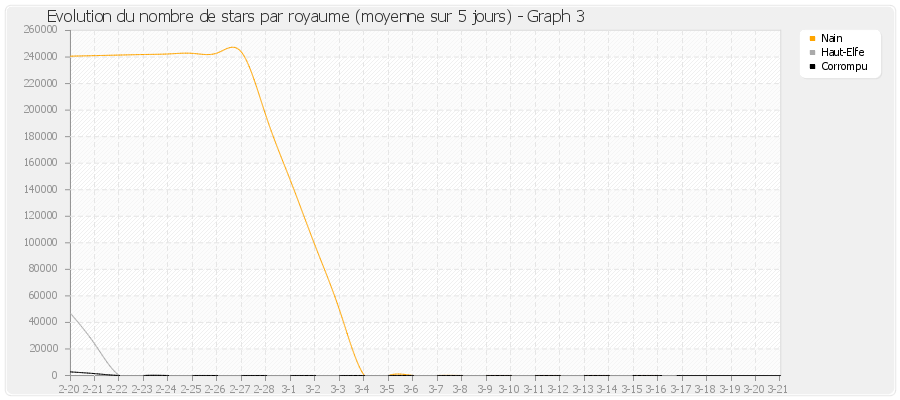 Evolution du nombre de stars par royaume (moyenne sur 5 jours) - Graph 3
260000
240000
220000
200000
180000
160000
140000
120000
100000
80000
60000
40000
20000
0
2-20 2-21 2-22 2-23 2-24 2-25 2-26 2-27 2-28 3-1 3-2 3-3 3-4 3-5 3-6 3-7 3-8 3-9 3-10 3-11 3-12 3-13 3-14 3-15 3-16 3-17 3-18 3-19 3-20 3-21
Nain
Haut-Elfe
Corrompu